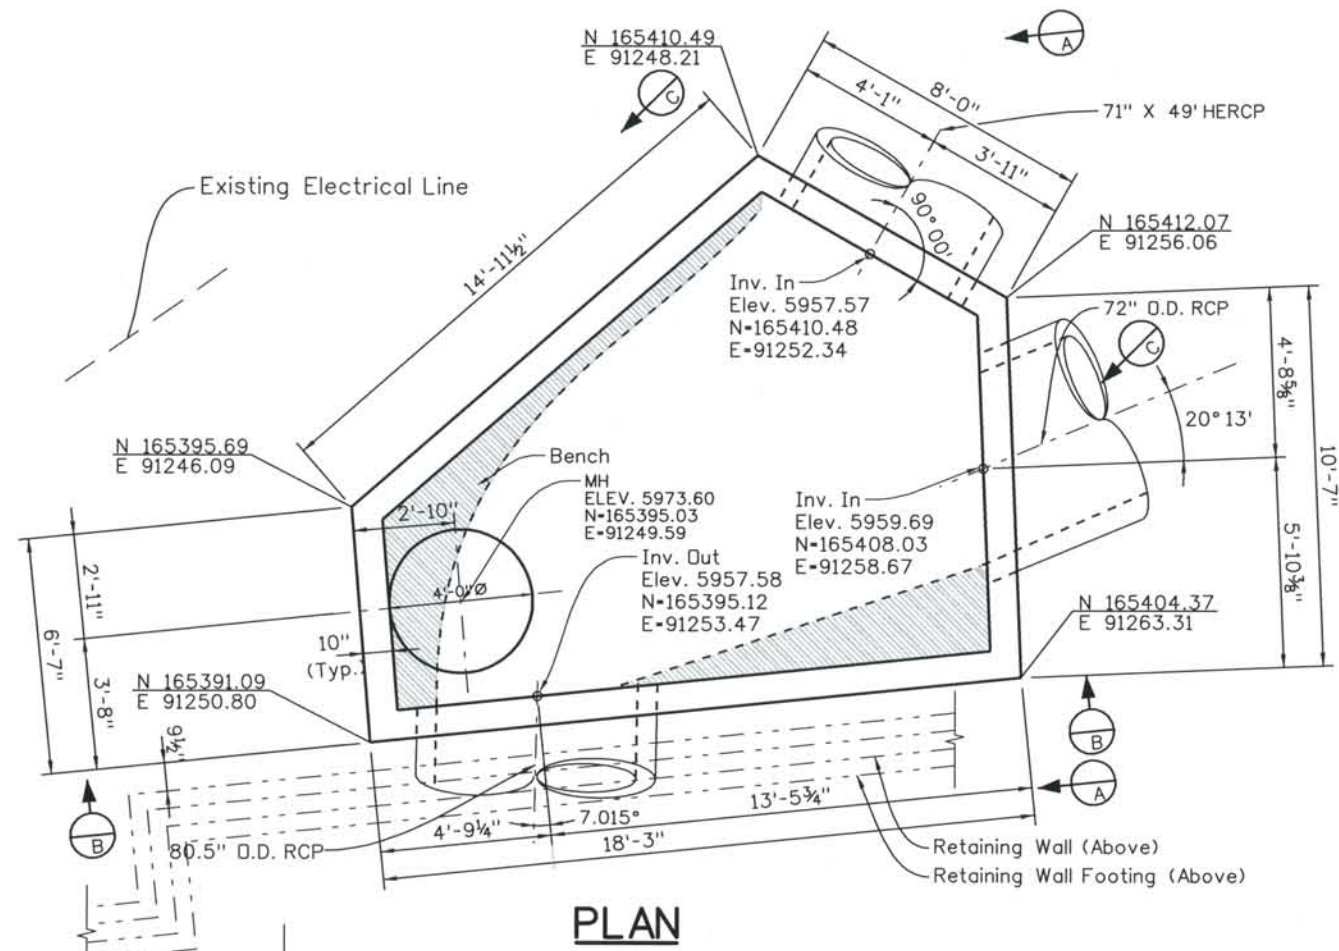 N 165410.49
E 91248.21
A
C
4'-1"
8'-0"
3'-11"
71" X 49' HERCP
Existing Electrical Line
14'-11½"
90° 00'
N 165412.07
E 91256.06
Inv. In
Elev. 5957.57
N=165410.48
E=91252.34
72" O.D. RCP
C
4'-8⅝"
20° 13'
10'-7"
5'-10⅜"
N 165395.69
E 91246.09
Bench
MH
ELEV. 5973.60
N=165395.03
E=91249.59
2'-10"
Inv. In
Elev. 5959.69
N=165408.03
E=91258.67
Inv. Out
Elev. 5957.58
N=165395.12
E=91253.47
4'-0"Ø
2'-11"
6'-7"
3'-8"
10"
(Typ.)
N 165404.37
E 91263.31
N 165391.09
E 91250.80
9½"
B
B
A
13'-5¾"
4'-9¼"
7.015°
18'-3"
80.5" O.D. RCP
Retaining Wall (Above)
Retaining Wall Footing (Above)
PLAN